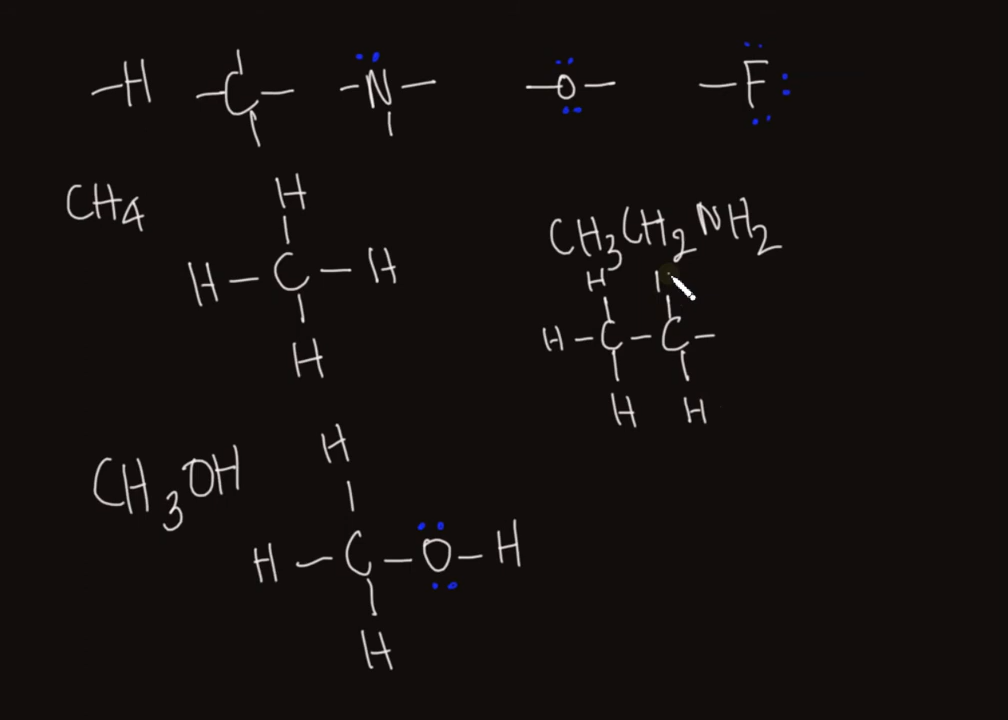 –H –C– –N– –O– –F
CH4
H
H–C–H
H
CH3CH2NH2
H
H–C–C–
H H
CH3OH
H
H–C–O–H
H